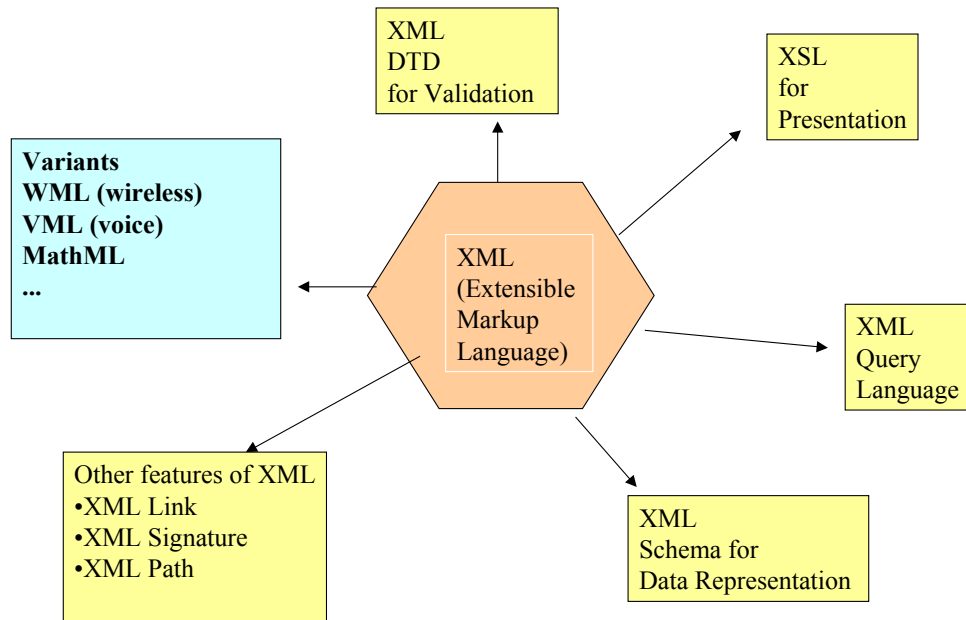 XML
DTD
for Validation
XSL
for
Presentation
Variants
WML (wireless)
VML (voice)
MathML
...
XML
(Extensible
Markup
Language)
XML
Query
Language
Other features of XML
•XML Link
•XML Signature
•XML Path
XML
Schema for
Data Representation